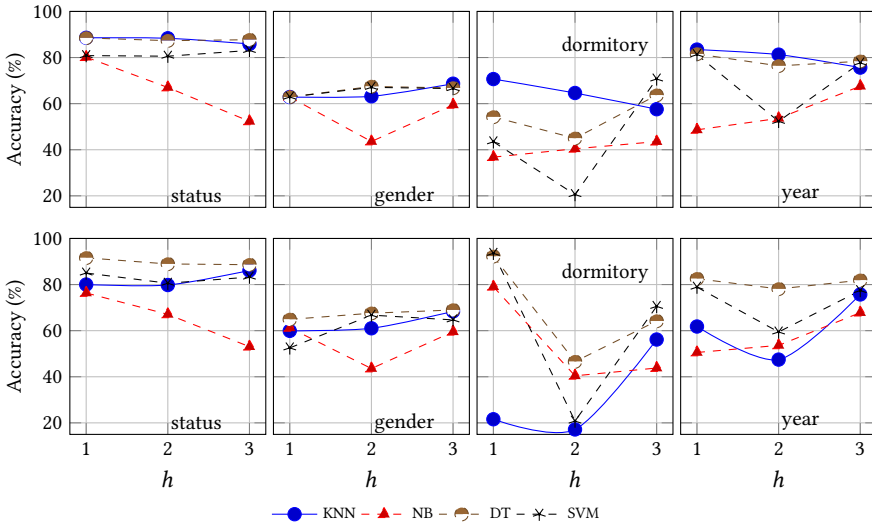 100
80
60
40
20
Accuracy (%)
status
gender
dormitory
year
100
80
60
40
20
Accuracy (%)
status
gender
dormitory
year
1 2 3 1 2 3 1 2 3 1 2 3
h h h h
KNN NB DT SVM